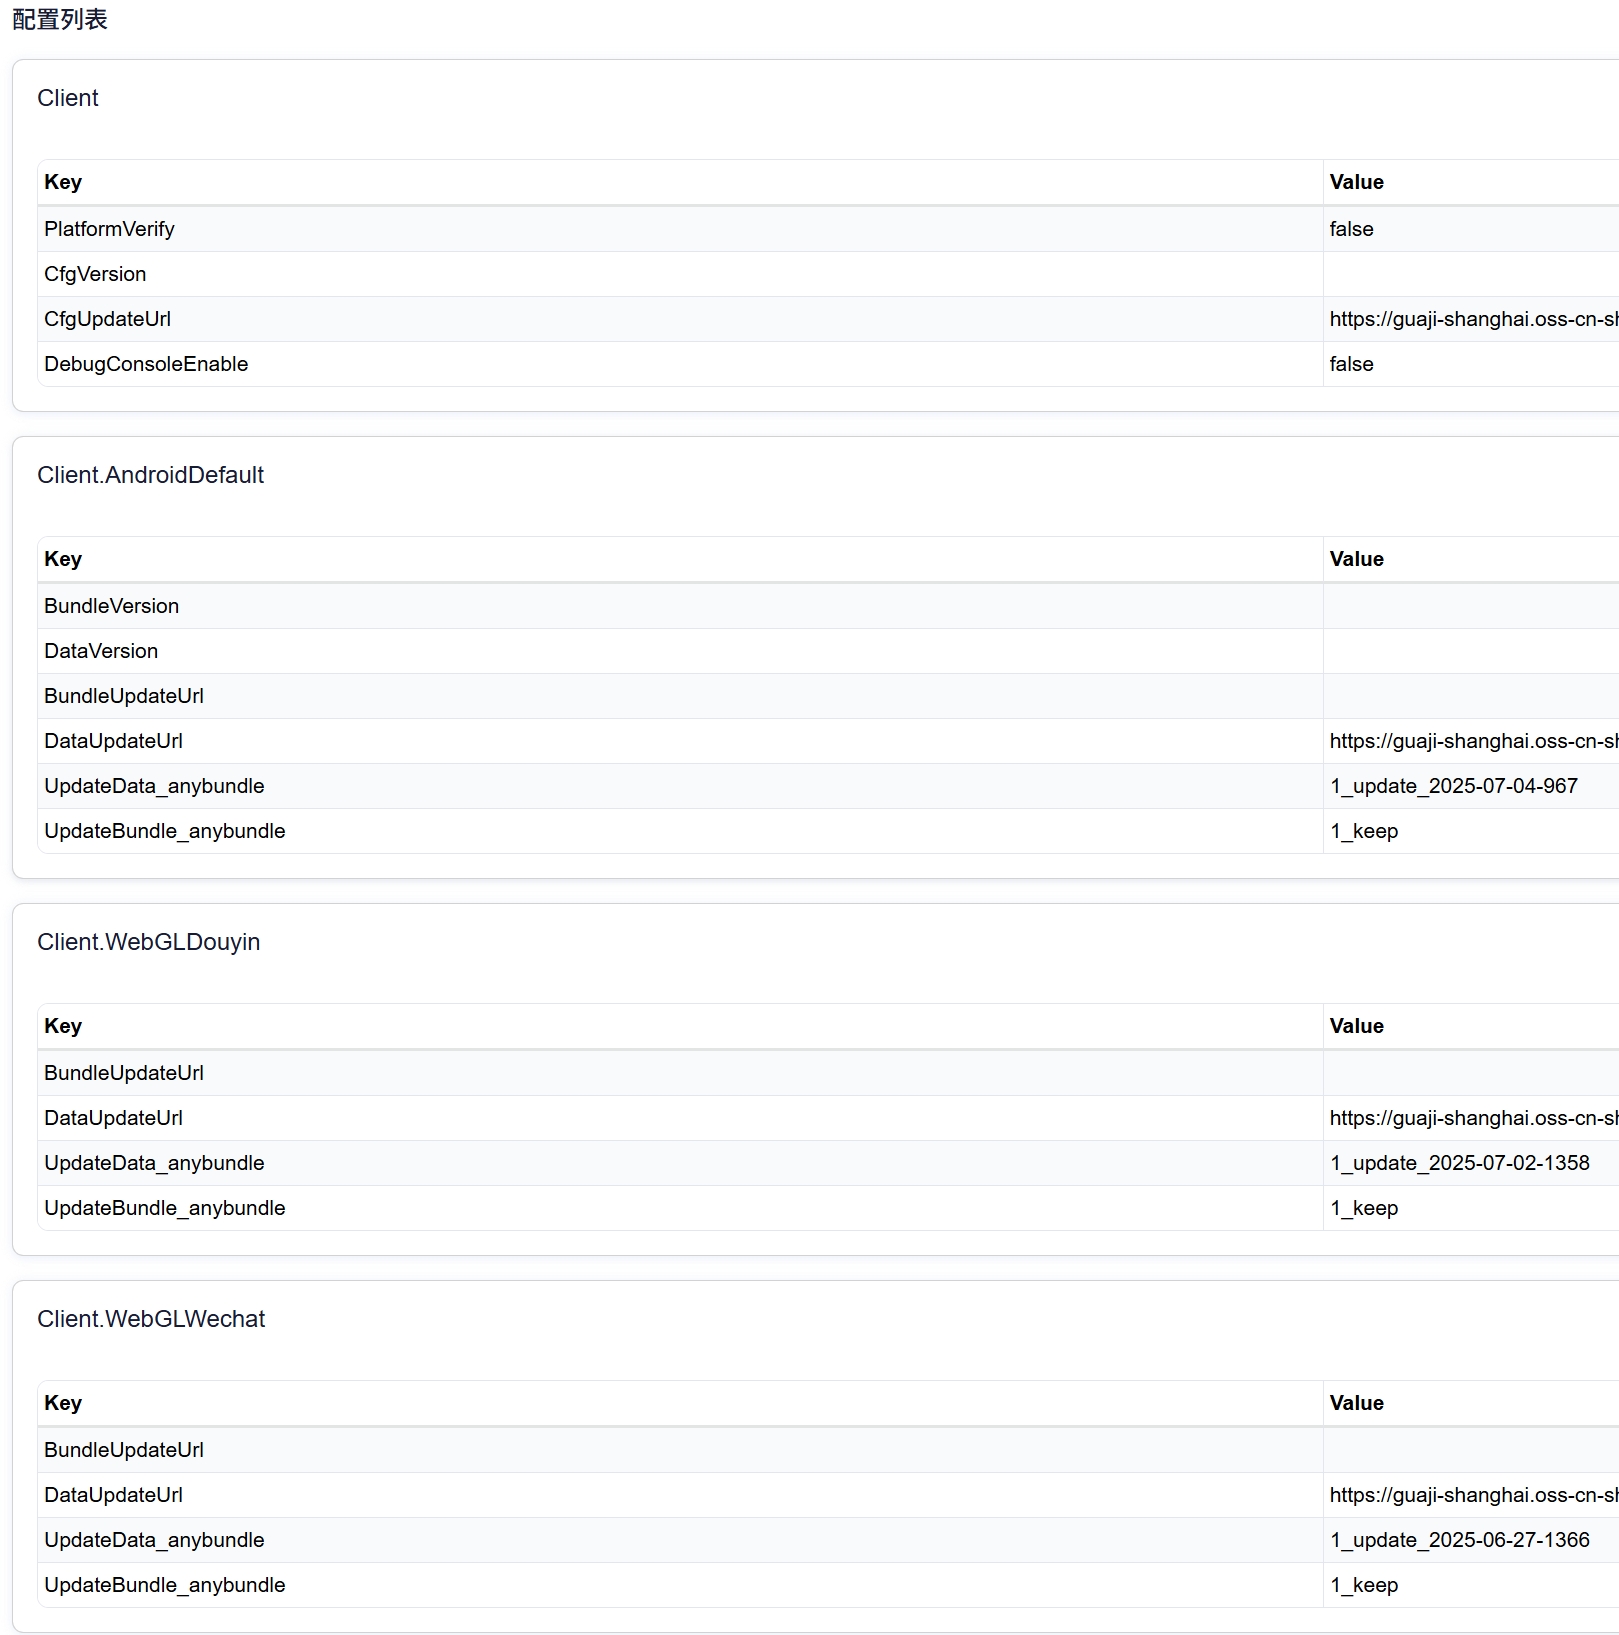 配置列表
Client
Key Value
PlatformVerify false
CfgVersion
CfgUpdateUrl https://guaji-shanghai.oss-cn-sh
DebugConsoleEnable false
Client.AndroidDefault
Key Value
BundleVersion
DataVersion
BundleUpdateUrl
DataUpdateUrl https://guaji-shanghai.oss-cn-sh
UpdateData_anybundle 1_update_2025-07-04-967
UpdateBundle_anybundle 1_keep
Client.WebGLDouyin
Key Value
BundleUpdateUrl
DataUpdateUrl https://guaji-shanghai.oss-cn-sh
UpdateData_anybundle 1_update_2025-07-02-1358
UpdateBundle_anybundle 1_keep
Client.WebGLWechat
Key Value
BundleUpdateUrl
DataUpdateUrl https://guaji-shanghai.oss-cn-sh
UpdateData_anybundle 1_update_2025-06-27-1366
UpdateBundle_anybundle 1_keep